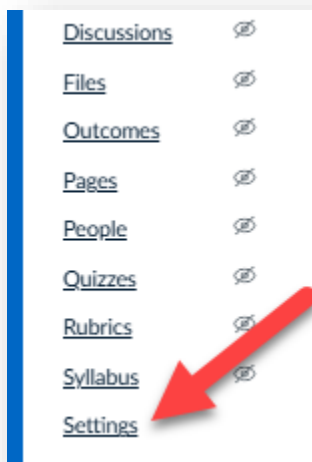 Discussions
Files
Outcomes
Pages
People
Quizzes
Rubrics
Syllabus
Settings